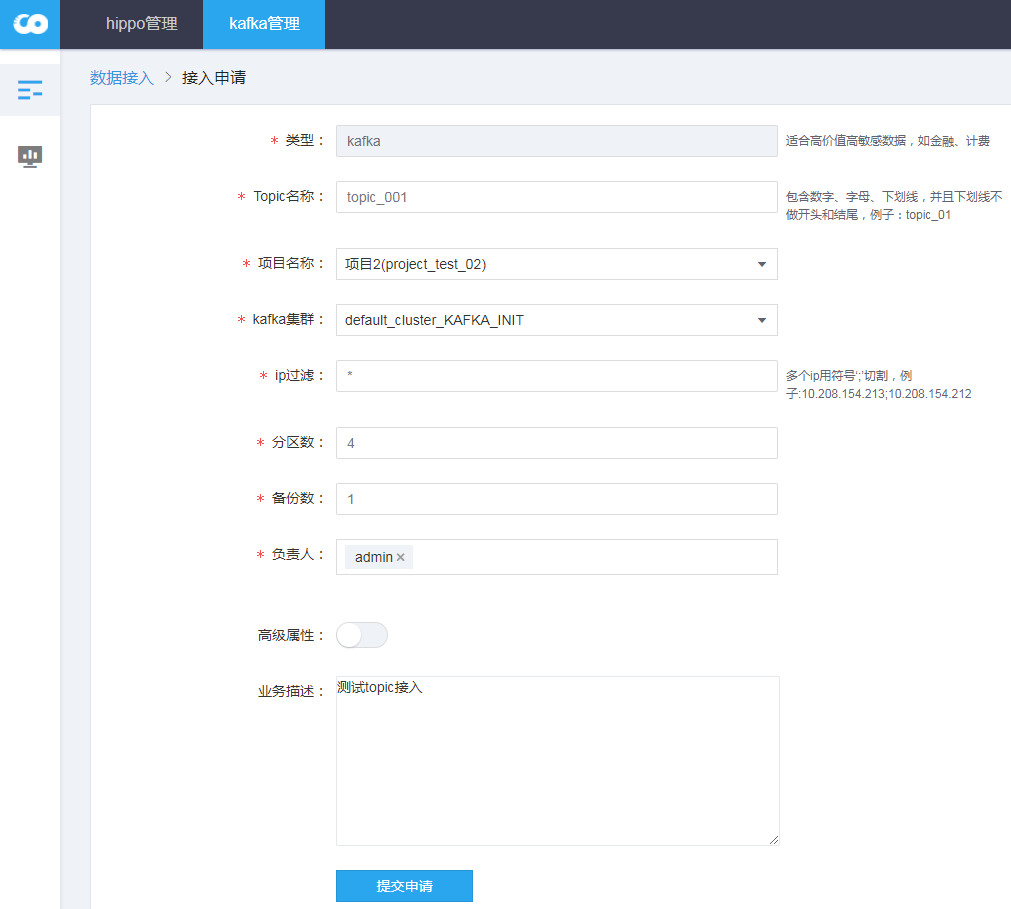 hippo管理 kafka管理
数据接入 > 接入申请
* 类型： kafka 适合高价值高敏感数据，如金融、计费
* Topic名称： topic_001 包含数字、字母、下划线，并且下划线不
做开头和结尾，例子：topic_01
* 项目名称： 项目2(project_test_02)
* kafka集群： default_cluster_KAFKA_INIT
* ip过滤： * 多个ip用符号';'切割，例
子:10.208.154.213;10.208.154.212
* 分区数： 4
* 备份数： 1
* 负责人： admin ×
高级属性：
业务描述： 测试topic接入
提交申请